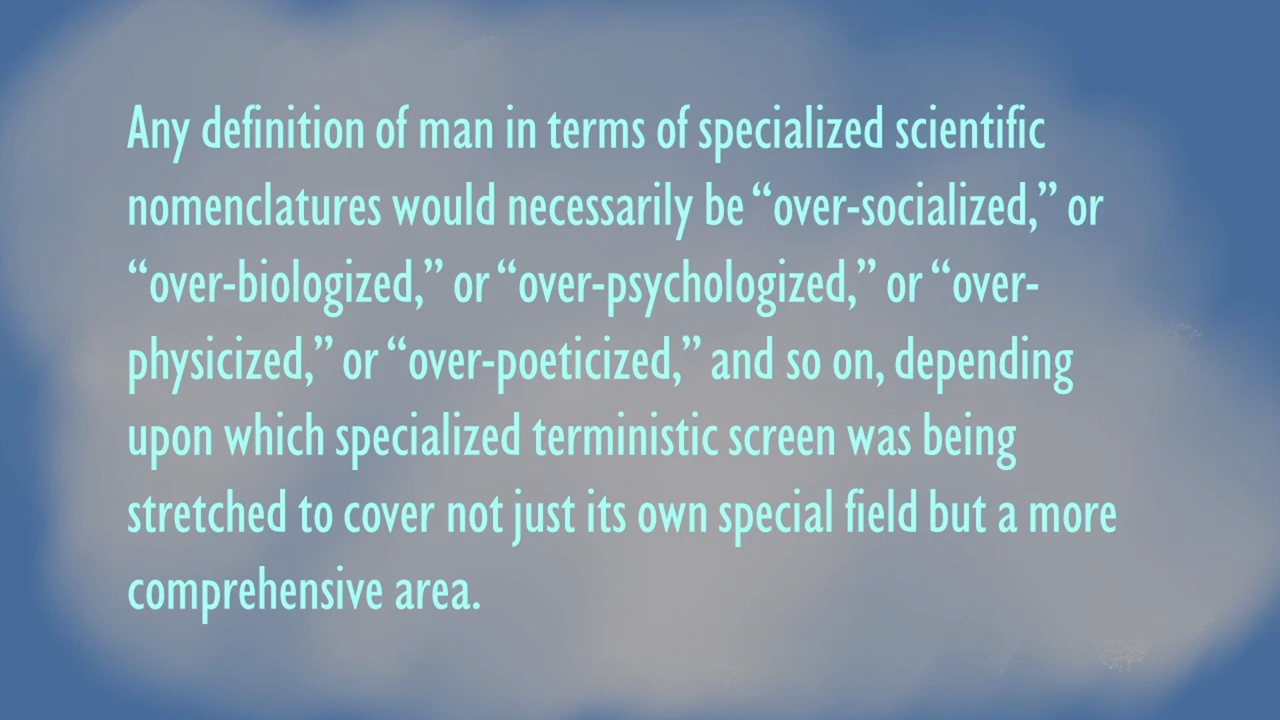 Any definition of man in terms of specialized scientific
nomenclatures would necessarily be “over-socialized,” or
“over-biologized,” or “over-psychologized,” or “over-
physicized,” or “over-poeticized,” and so on, depending
upon which specialized terministic screen was being
stretched to cover not just its own special field but a more
comprehensive area.